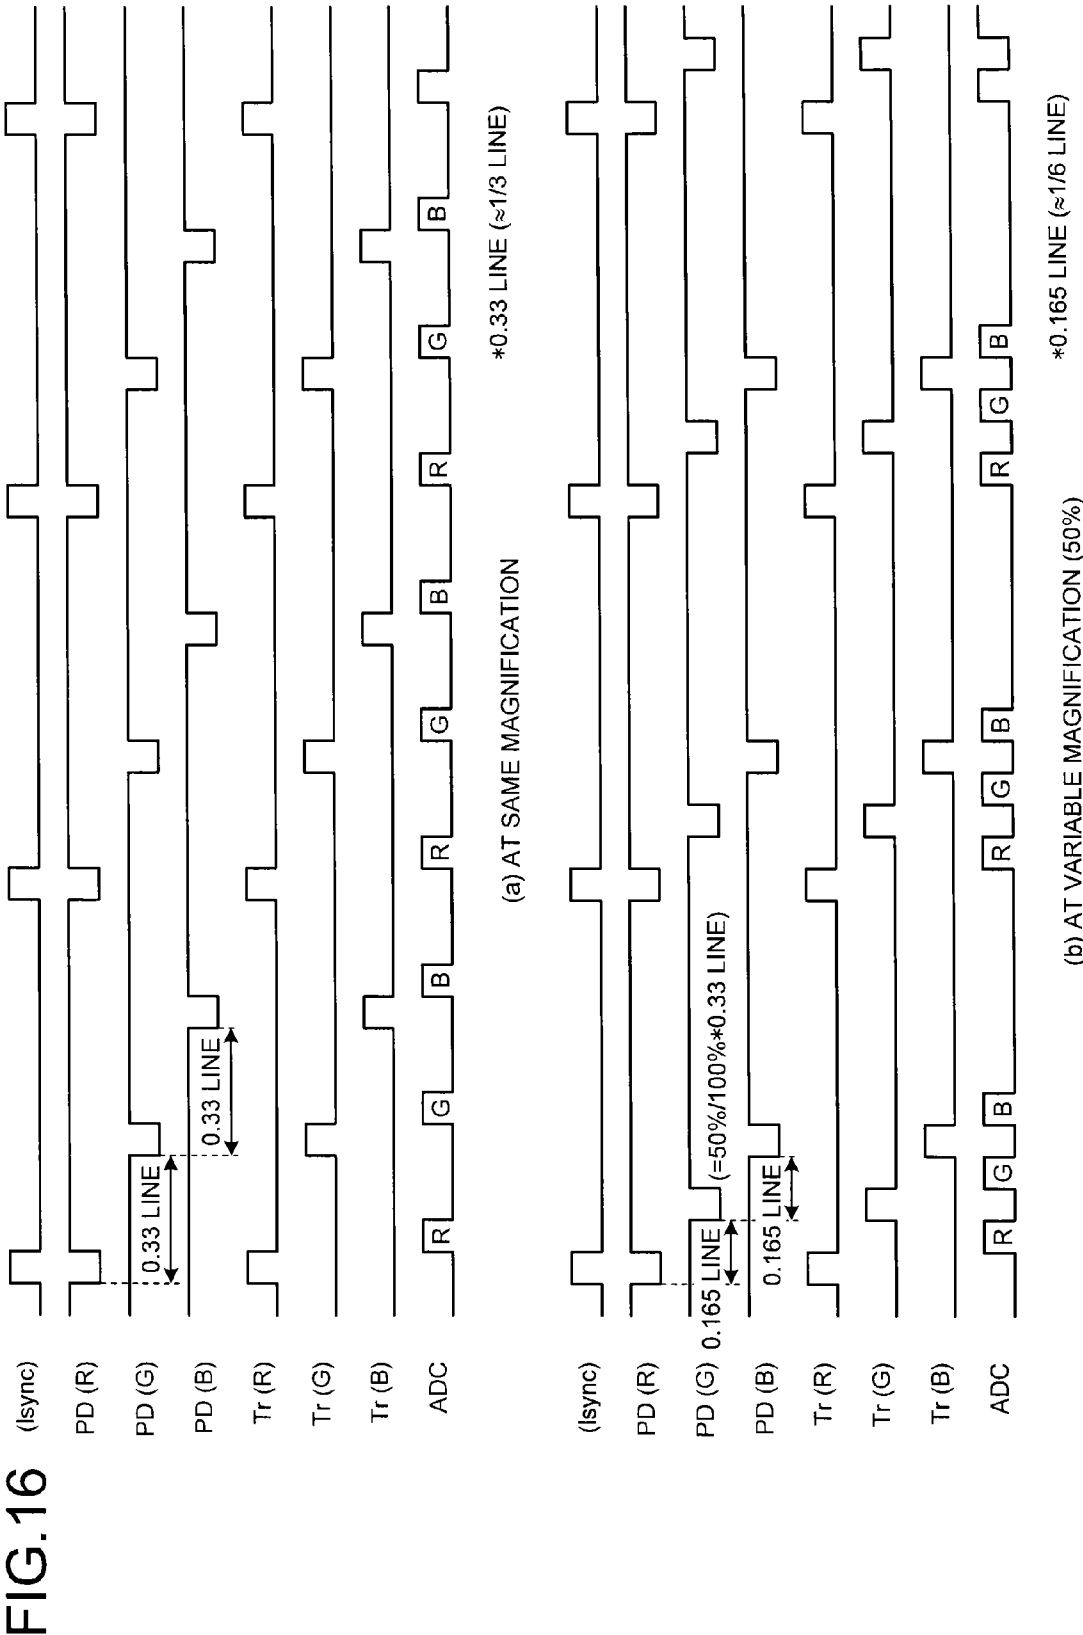 FIG.16
(lsync)
PD (R)
PD (G)
PD (B)
Tr (R)
Tr (G)
Tr (B)
ADC
0.33 LINE
0.33 LINE
R G B R G B R G B
*0.33 LINE (≈1/3 LINE)
(a) AT SAME MAGNIFICATION
(lsync)
PD (R)
PD (G)
PD (B)
Tr (R)
Tr (G)
Tr (B)
ADC
0.165 LINE
(=50%/100%*0.33 LINE)
0.165 LINE
R G B R G B R G B
*0.165 LINE (≈1/6 LINE)
(b) AT VARIABLE MAGNIFICATION (50%)